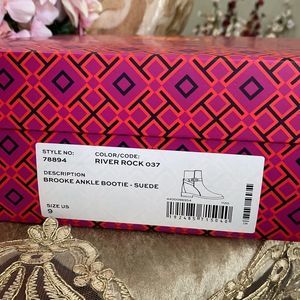 STYLE NO: COLOR/CODE:
78894 RIVER ROCK 037
DESCRIPTION
BROOKE ANKLE BOOTIE - SUEDE
SIZE US
9